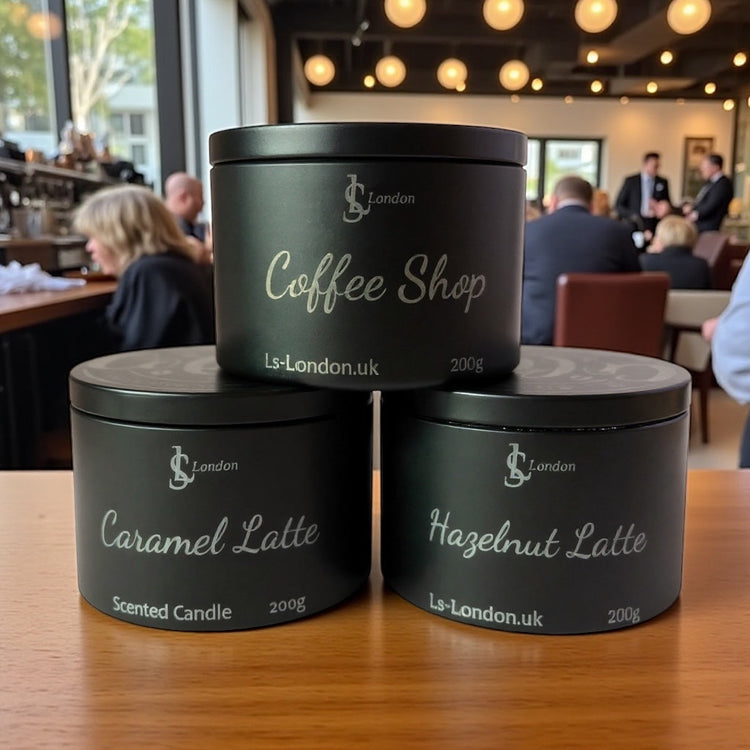 LS London
Coffee Shop
Ls-London.uk 200g
LS London
Caramel Latte
Scented Candle 200g
LS London
Hazelnut Latte
Ls-London.uk 200g